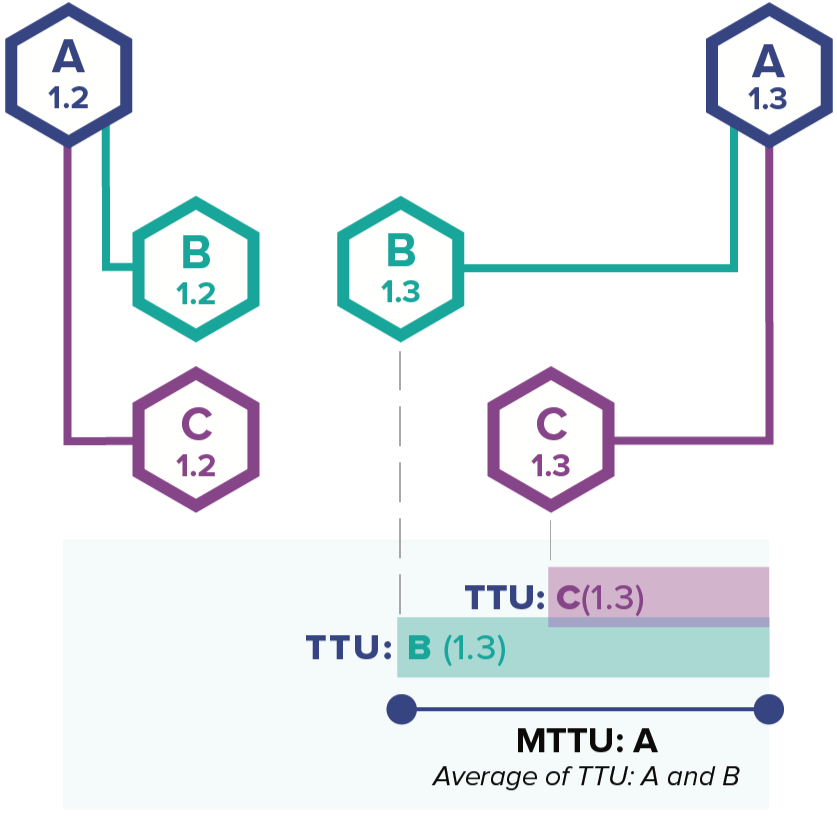 A
1.2
A
1.3
B
1.2
B
1.3
C
1.2
C
1.3
TTU: C(1.3)
TTU: B (1.3)
MTTU: A
Average of TTU: A and B